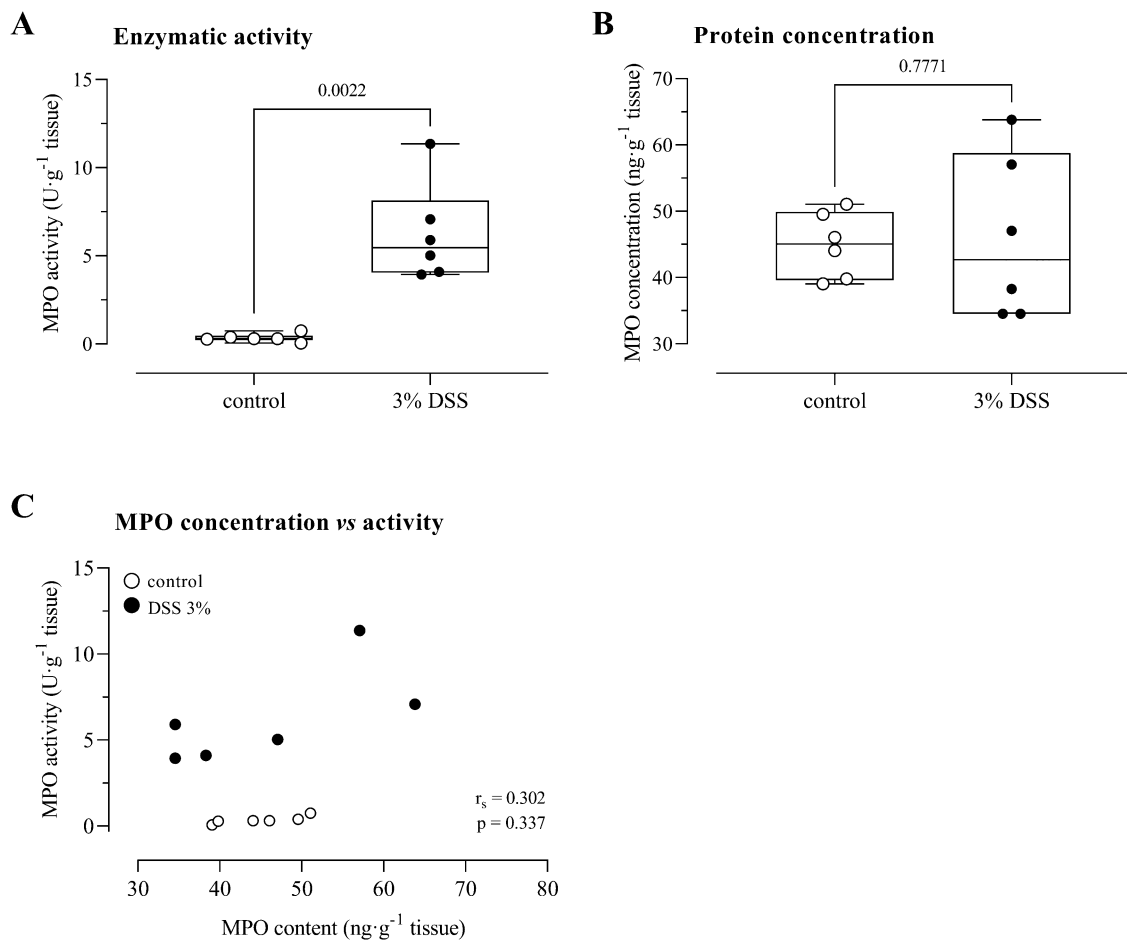 A
Enzymatic activity
MPO activity (U·g⁻¹ tissue)
15
10
5
0
0.0022
control
3% DSS
B
Protein concentration
MPO concentration (ng·g⁻¹ tissue)
70
60
50
40
30
0.7771
control
3% DSS
C
MPO concentration vs activity
MPO activity (U·g⁻¹ tissue)
15
10
5
0
control
DSS 3%
rₛ = 0.302
p = 0.337
30 40 50 60 70 80
MPO content (ng·g⁻¹ tissue)